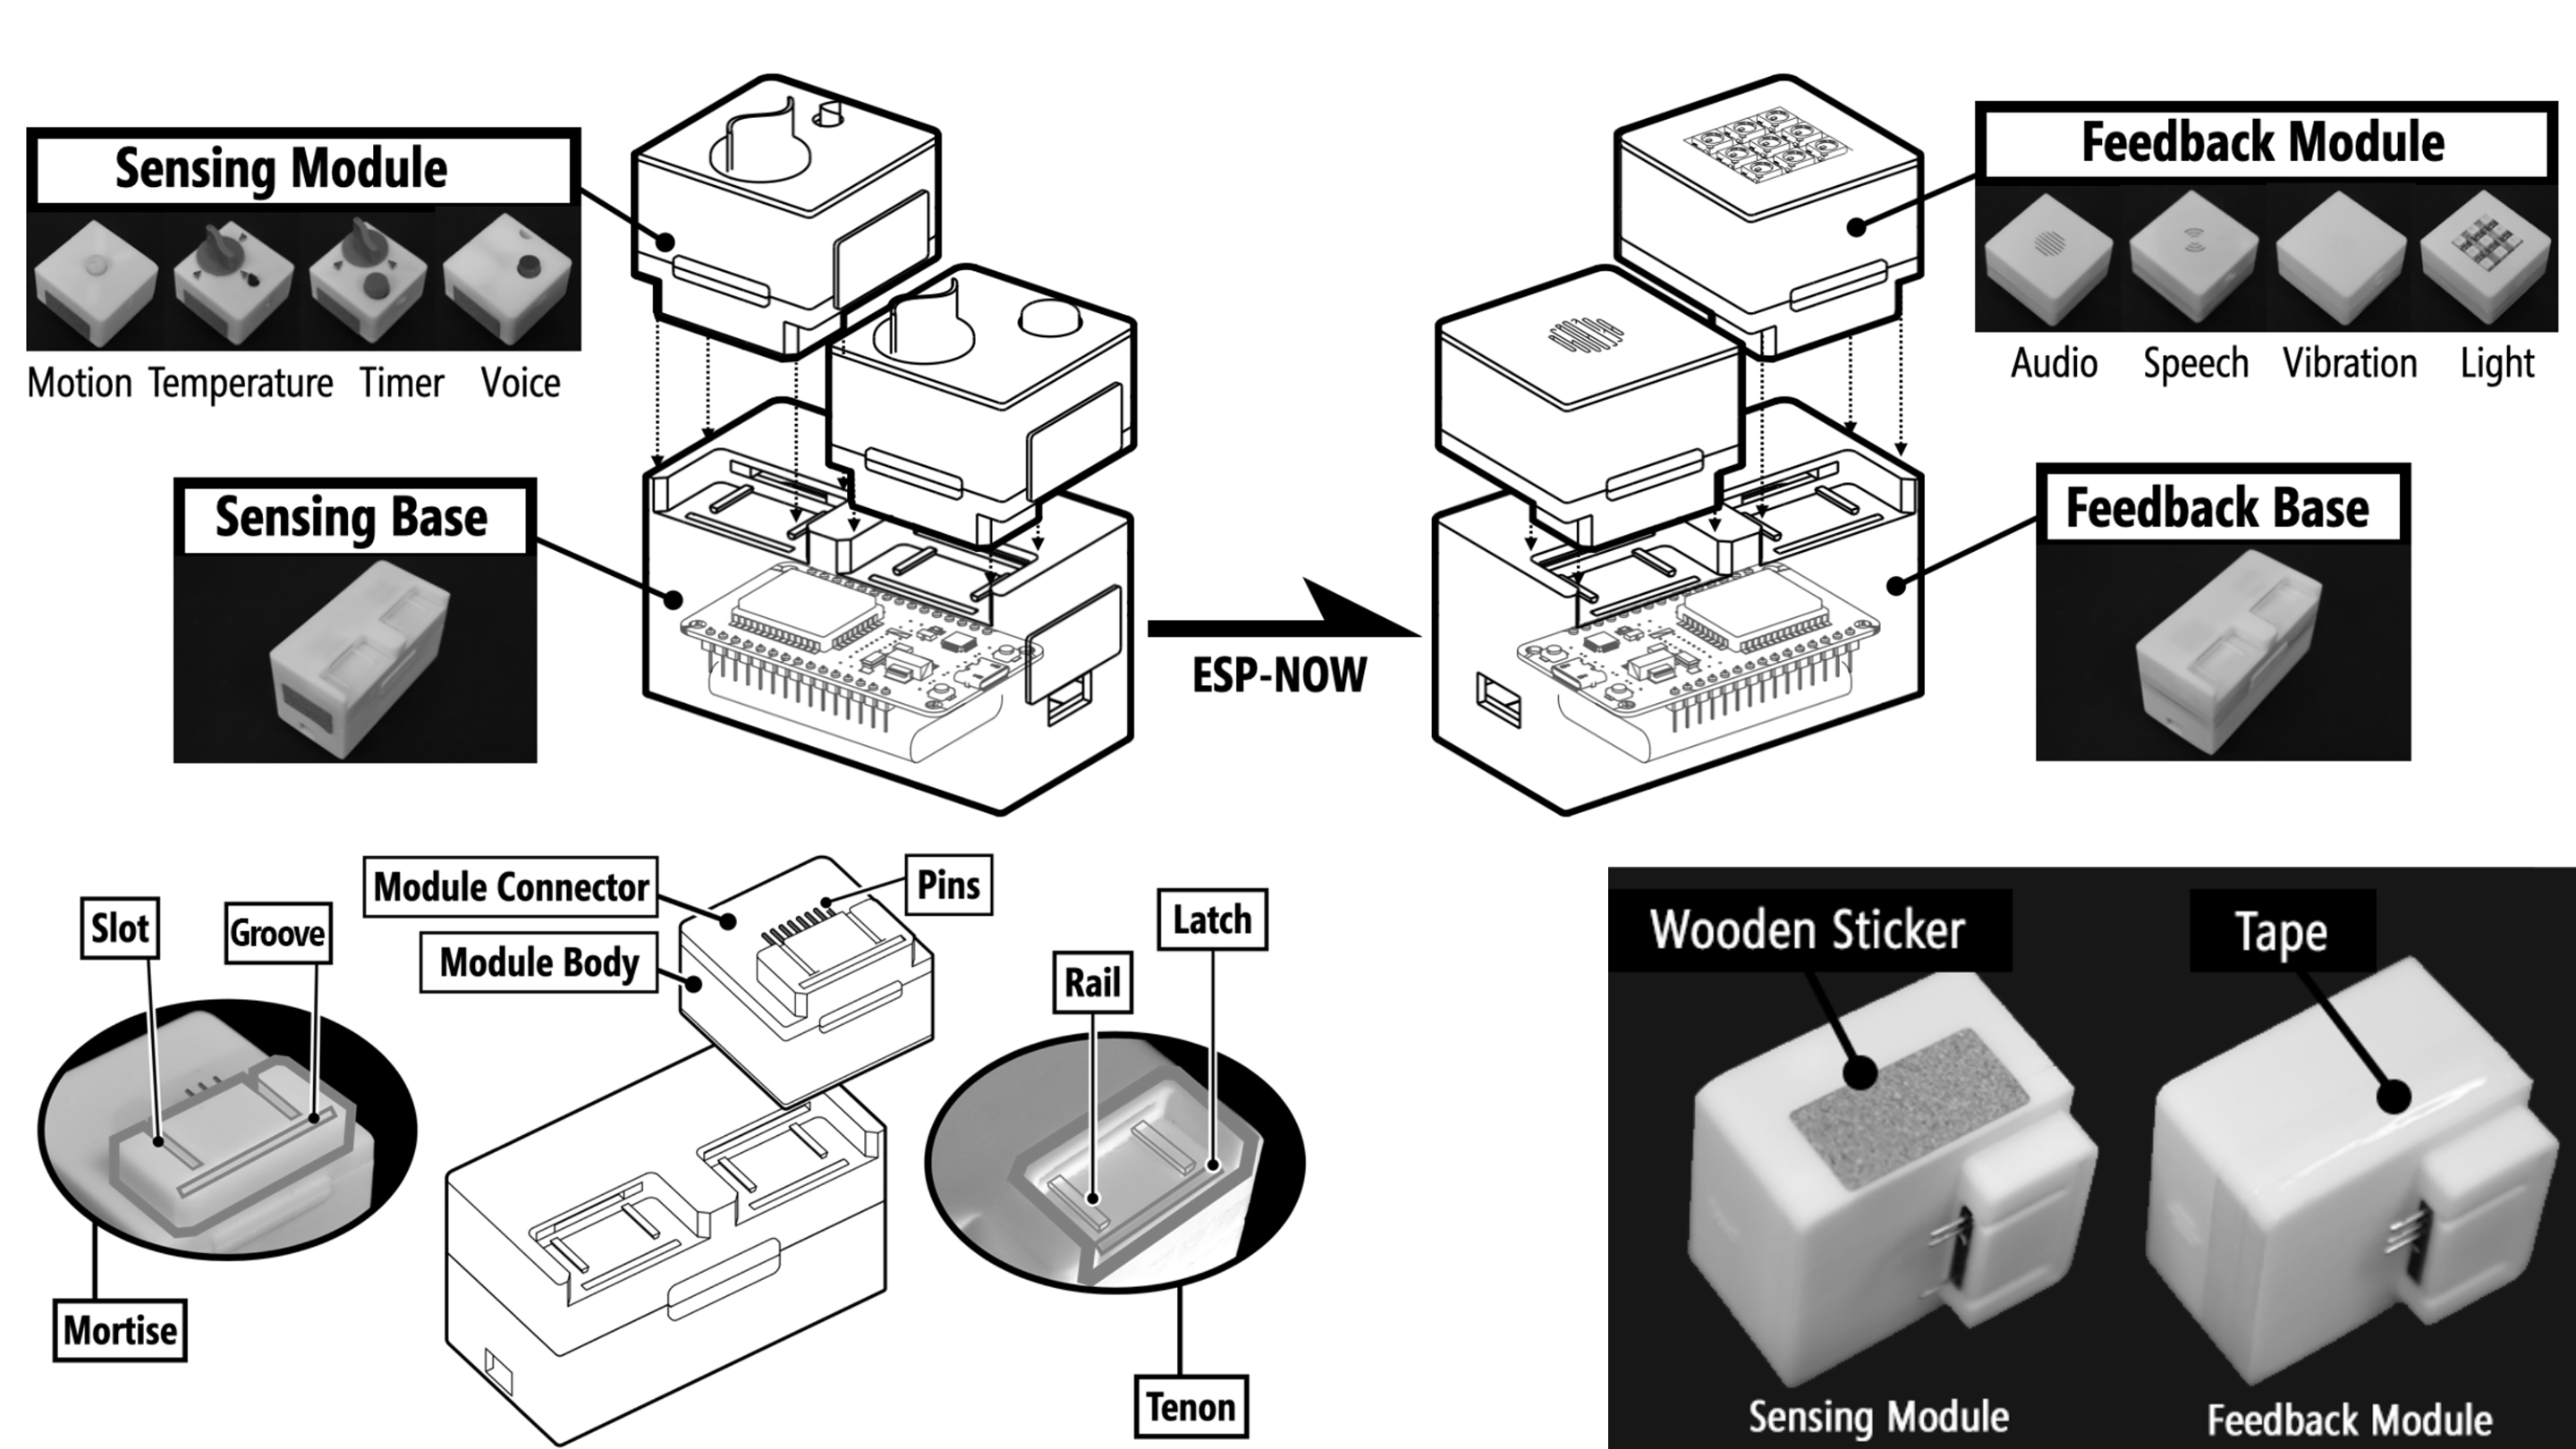 Sensing Module
Motion Temperature Timer Voice
Sensing Base
Feedback Module
Audio Speech Vibration Light
Feedback Base
ESP-NOW
Slot
Groove
Module Connector
Module Body
Pins
Rail
Latch
Mortise
Tenon
Wooden Sticker
Tape
Sensing Module
Feedback Module